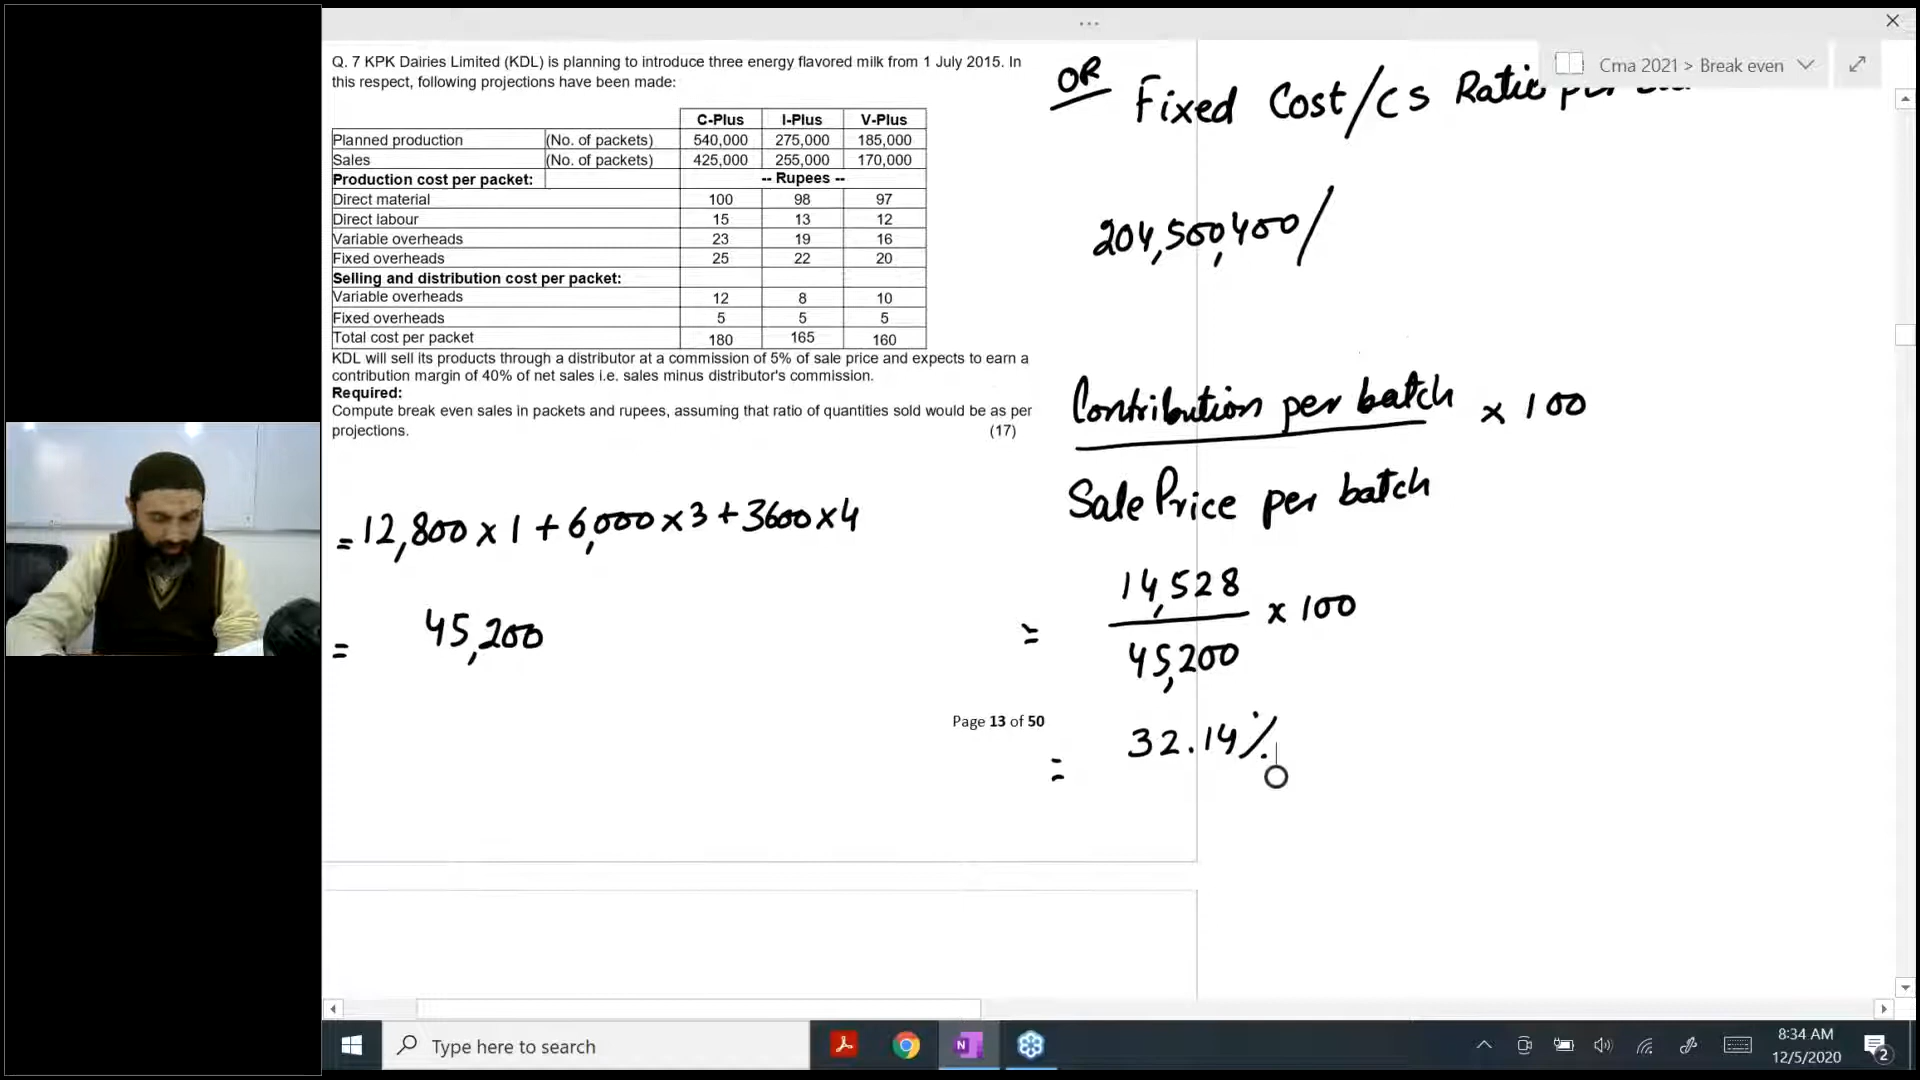 Cma 2021 > Break even
Q. 7 KPK Dairies Limited (KDL) is planning to introduce three energy flavored milk from 1 July 2015. In
this respect, following projections have been made:
C-Plus I-Plus V-Plus
Planned production (No. of packets) 540,000 275,000 185,000
Sales (No. of packets) 425,000 255,000 170,000
Production cost per packet: -- Rupees --
Direct material 100 98 97
Direct labour 15 13 12
Variable overheads 23 19 16
Fixed overheads 25 22 20
Selling and distribution cost per packet:
Variable overheads 12 8 10
Fixed overheads 5 5 5
Total cost per packet 180 165 160
KDL will sell its products through a distributor at a commission of 5% of sale price and expects to earn a
contribution margin of 40% of net sales i.e. sales minus distributor's commission.
Required:
Compute break even sales in packets and rupees, assuming that ratio of quantities sold would be as per
projections. (17)
= 12,800 x 1 + 6,000 x 3 + 3600 x 4
= 45,200
Page 13 of 50
OR Fixed Cost/CS Ratio per
204,500,400/
Contribution per batch x 100
Sale Price per batch
= 14,528 x 100
45,200
= 32.14%
Type here to search
N
8:34 AM
12/5/2020
2